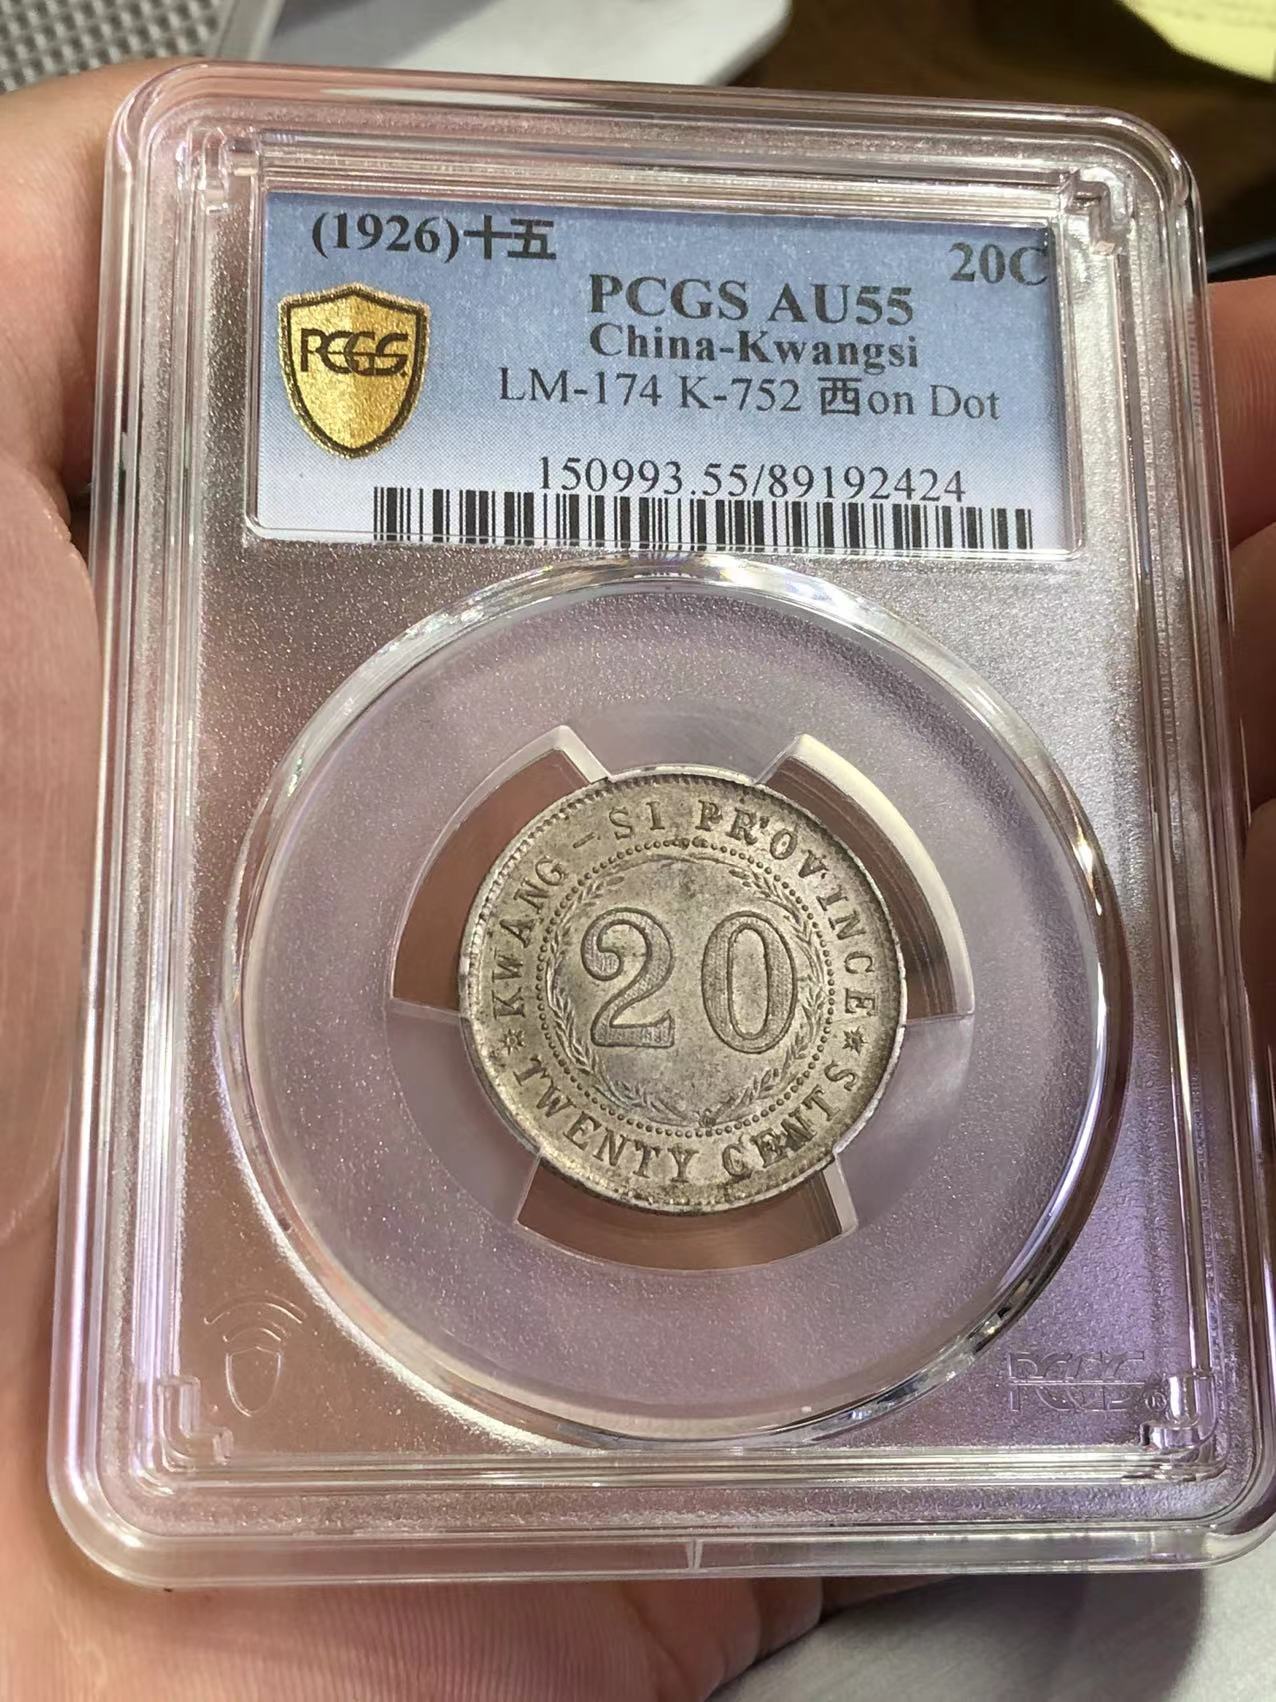 (1926)十五
20C
PCGS AU55
China-Kwangsi
LM-174 K-752 西on Dot
PCGS
150993.55/89192424
KWANG-SI PROVINCE
20
TWENTY CENTS
PCGS